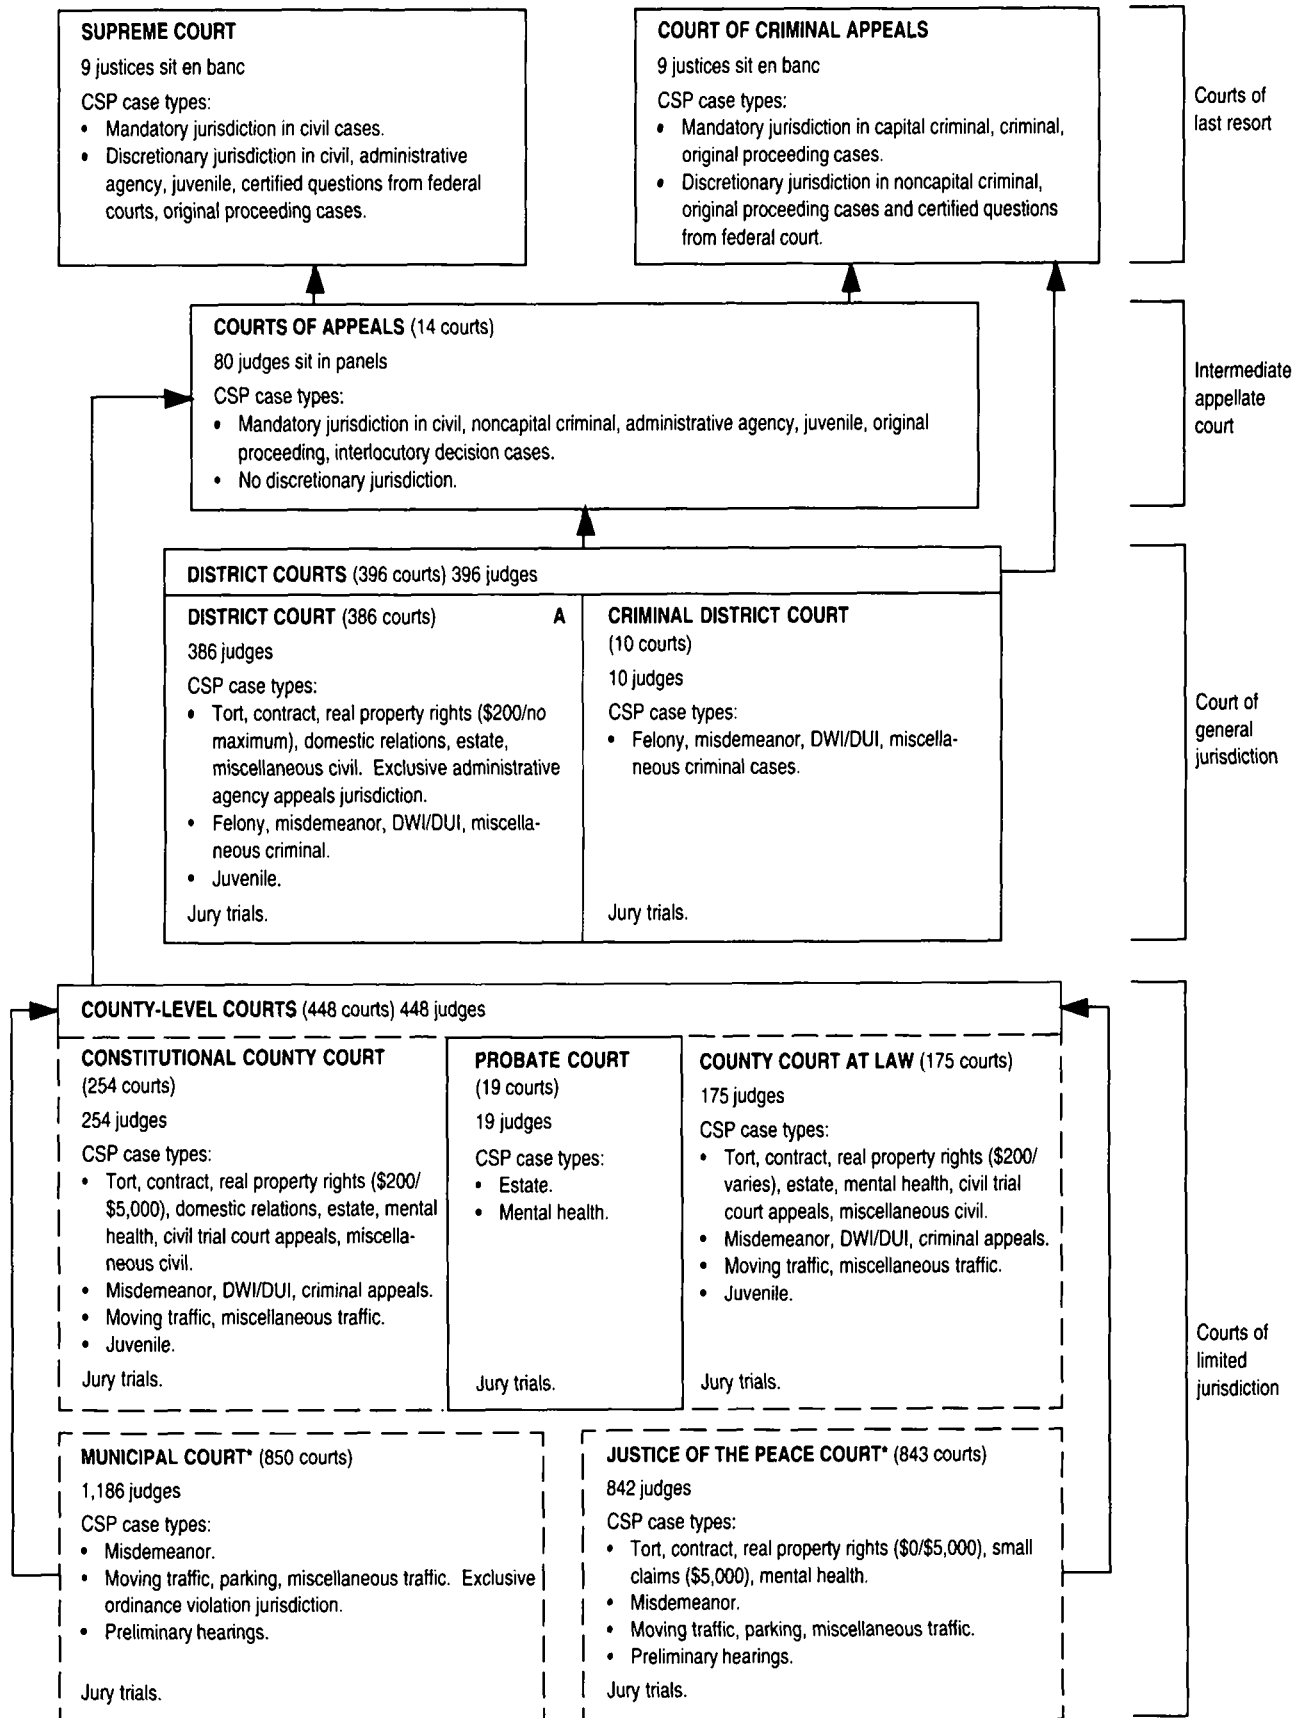 SUPREME COURT
9 justices sit en banc
CSP case types:
• Mandatory jurisdiction in civil cases.
• Discretionary jurisdiction in civil, administrative
agency, juvenile, certified questions from federal
courts, original proceeding cases.
COURT OF CRIMINAL APPEALS
9 justices sit en banc
CSP case types:
• Mandatory jurisdiction in capital criminal, criminal,
original proceeding cases.
• Discretionary jurisdiction in noncapital criminal,
original proceeding cases and certified questions
from federal court.
Courts of
last resort
COURTS OF APPEALS (14 courts)
80 judges sit in panels
CSP case types:
• Mandatory jurisdiction in civil, noncapital criminal, administrative agency, juvenile, original
proceeding, interlocutory decision cases.
• No discretionary jurisdiction.
Intermediate
appellate
court
DISTRICT COURTS (396 courts) 396 judges
DISTRICT COURT (386 courts) A
386 judges
CSP case types:
• Tort, contract, real property rights ($200/no
maximum), domestic relations, estate,
miscellaneous civil. Exclusive administrative
agency appeals jurisdiction.
• Felony, misdemeanor, DWI/DUI, miscella-
neous criminal.
• Juvenile.
Jury trials.
CRIMINAL DISTRICT COURT
(10 courts)
10 judges
CSP case types:
• Felony, misdemeanor, DWI/DUI, miscella-
neous criminal cases.
Jury trials.
Court of
general
jurisdiction
COUNTY-LEVEL COURTS (448 courts) 448 judges
CONSTITUTIONAL COUNTY COURT
(254 courts)
254 judges
CSP case types:
• Tort, contract, real property rights ($200/
$5,000), domestic relations, estate, mental
health, civil trial court appeals, miscella-
neous civil.
• Misdemeanor, DWI/DUI, criminal appeals.
• Moving traffic, miscellaneous traffic.
• Juvenile.
Jury trials.
PROBATE COURT
(19 courts)
19 judges
CSP case types:
• Estate.
• Mental health.
Jury trials.
COUNTY COURT AT LAW (175 courts)
175 judges
CSP case types:
• Tort, contract, real property rights ($200/
varies), estate, mental health, civil trial
court appeals, miscellaneous civil.
• Misdemeanor, DWI/DUI, criminal appeals.
• Moving traffic, miscellaneous traffic.
• Juvenile.
Jury trials.
Courts of
limited
jurisdiction
MUNICIPAL COURT* (850 courts)
1,186 judges
CSP case types:
• Misdemeanor.
• Moving traffic, parking, miscellaneous traffic. Exclusive
ordinance violation jurisdiction.
• Preliminary hearings.
Jury trials.
JUSTICE OF THE PEACE COURT* (843 courts)
842 judges
CSP case types:
• Tort, contract, real property rights ($0/$5,000), small
claims ($5,000), mental health.
• Misdemeanor.
• Moving traffic, parking, miscellaneous traffic.
• Preliminary hearings.
Jury trials.